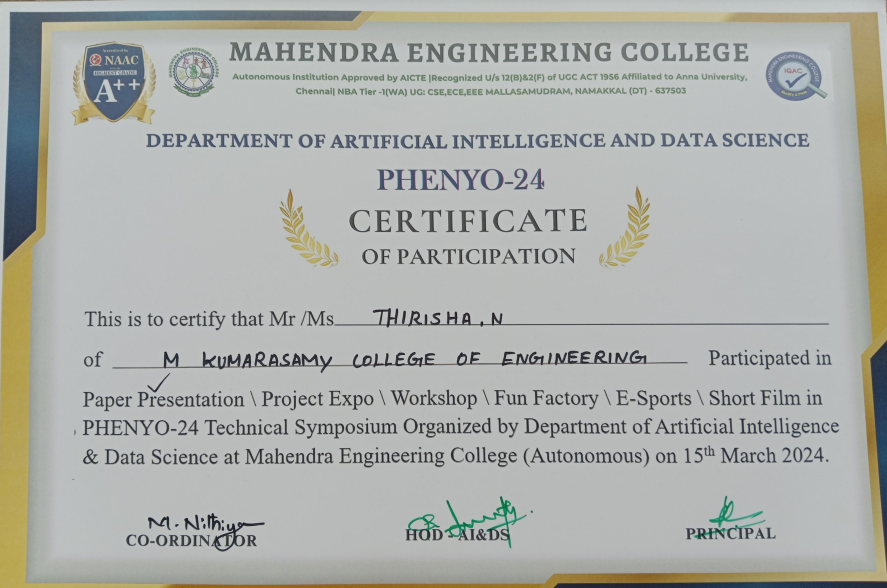 Accredited by
NAAC
HIGHEST GRADE
A++
MAHENDRA ENGINEERING COLLEGE
Autonomous Institution Approved by AICTE |Recognized U/s 12(B)&2(F) of UGC ACT 1956 Affiliated to Anna University,
Chennai| NBA Tier -1(WA) UG: CSE,ECE,EEE MALLASAMUDRAM, NAMAKKAL (DT) - 637503
IQAC
DEPARTMENT OF ARTIFICIAL INTELLIGENCE AND DATA SCIENCE
PHENYO-24
CERTIFICATE
OF PARTICIPATION
This is to certify that Mr /Ms THIRISHA, N
of M KUMARASAMY COLLEGE OF ENGINEERING Participated in
Paper Presentation \ Project Expo \ Workshop \ Fun Factory \ E-Sports \ Short Film in
PHENYO-24 Technical Symposium Organized by Department of Artificial Intelligence
& Data Science at Mahendra Engineering College (Autonomous) on 15th March 2024.
M. Nithiya
CO-ORDINATOR HOD - AI&DS PRINCIPAL